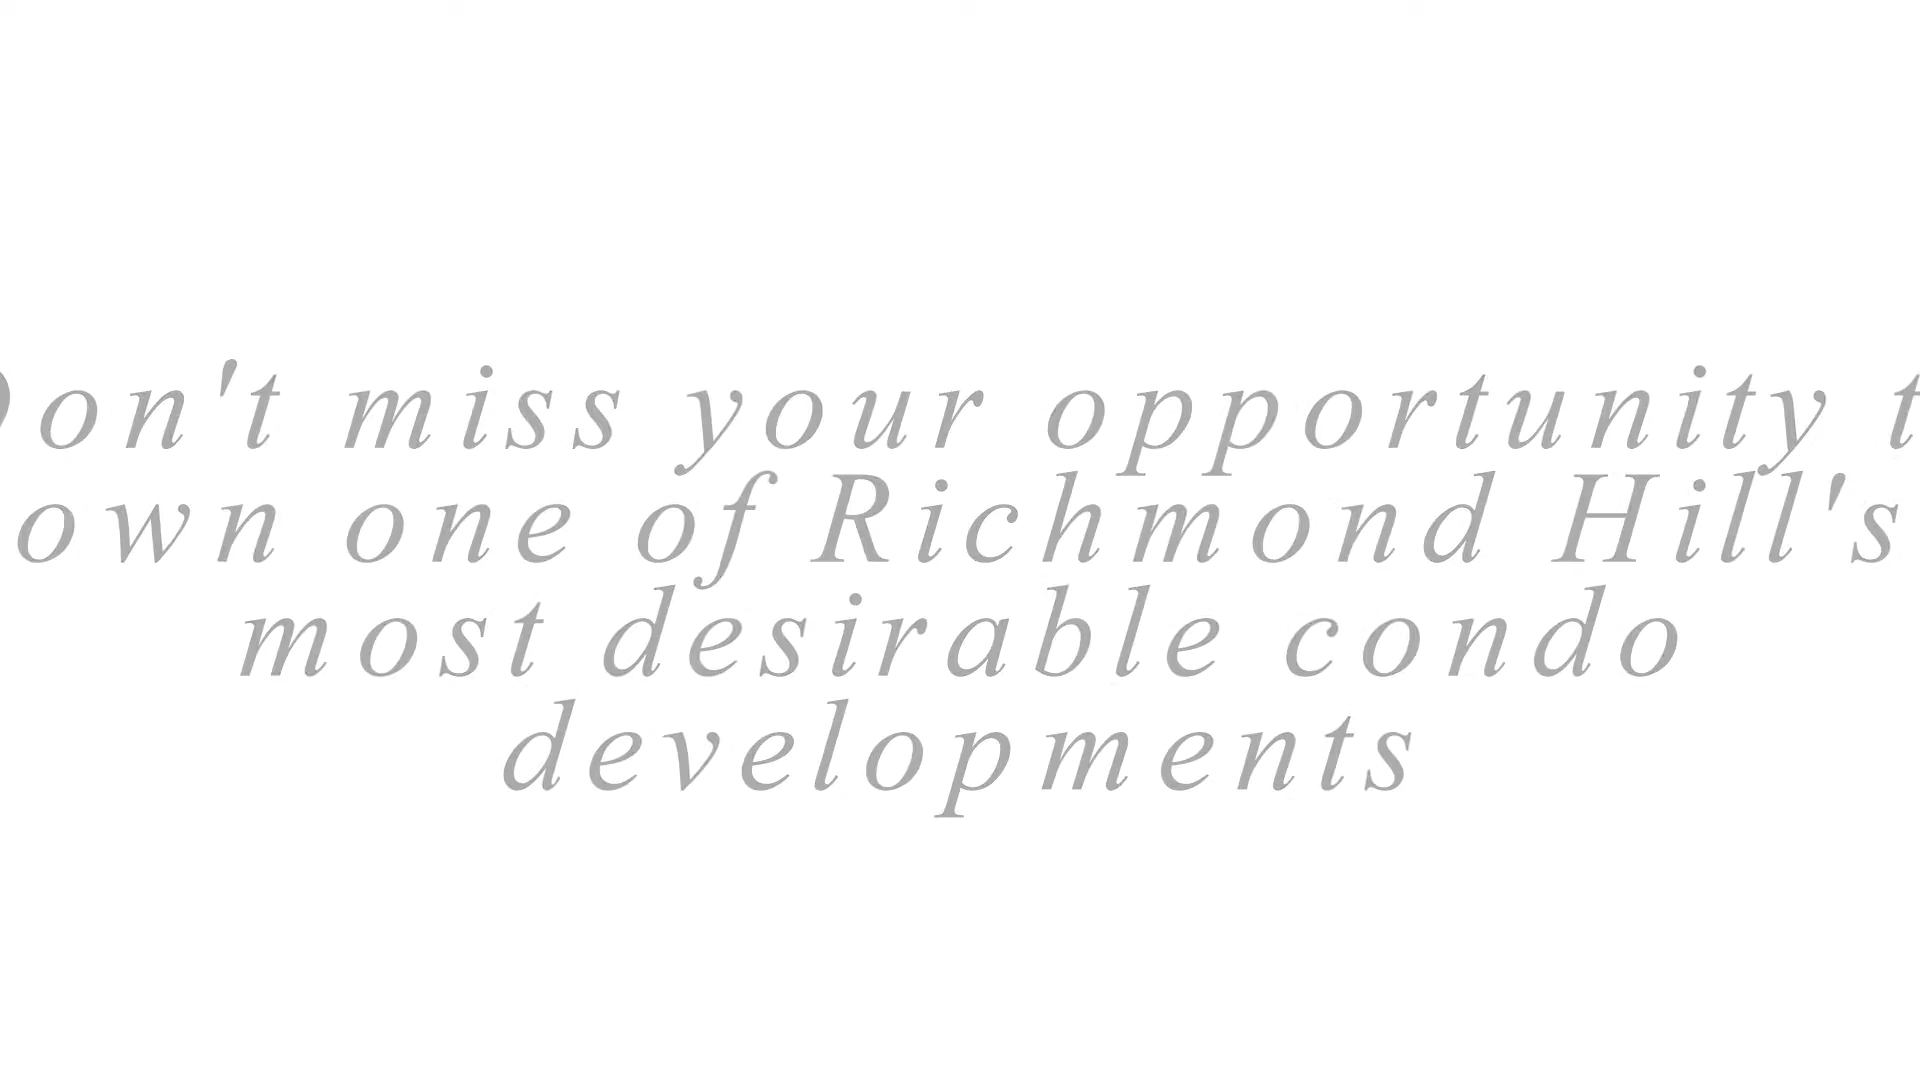 Don't miss your opportunity t
own one of Richmond Hill's
most desirable condo
developments